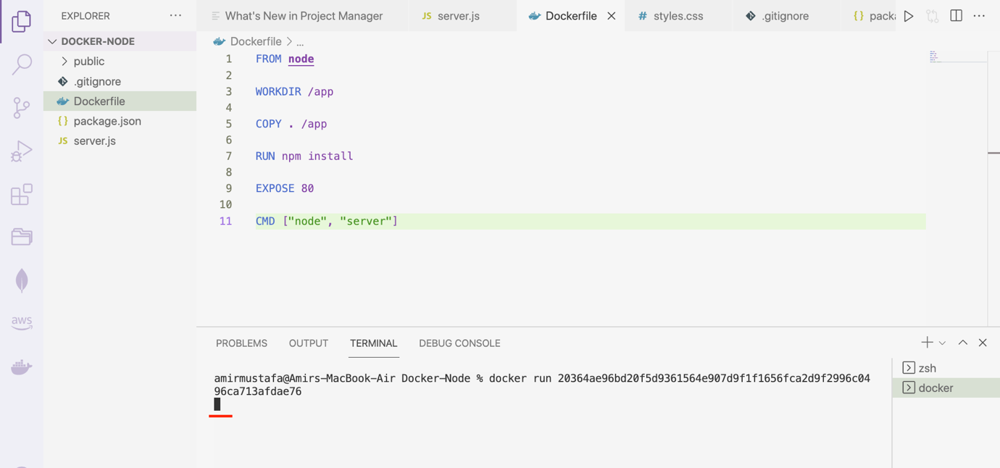 EXPLORER ...
What's New in Project Manager
JS server.js
Dockerfile
# styles.css
.gitignore
{} packa
...
DOCKER-NODE
public
.gitignore
Dockerfile
{} package.json
JS server.js
aws
Dockerfile > ...
1 FROM node
2
3 WORKDIR /app
4
5 COPY . /app
6
7 RUN npm install
8
9 EXPOSE 80
10
11 CMD ["node", "server"]
PROBLEMS OUTPUT TERMINAL DEBUG CONSOLE
amirmustafa@Amirs-MacBook-Air Docker-Node % docker run 20364ae96bd20f5d9361564e907d9f1f1656fca2d9f2996c04
96ca713afdae76
zsh
docker